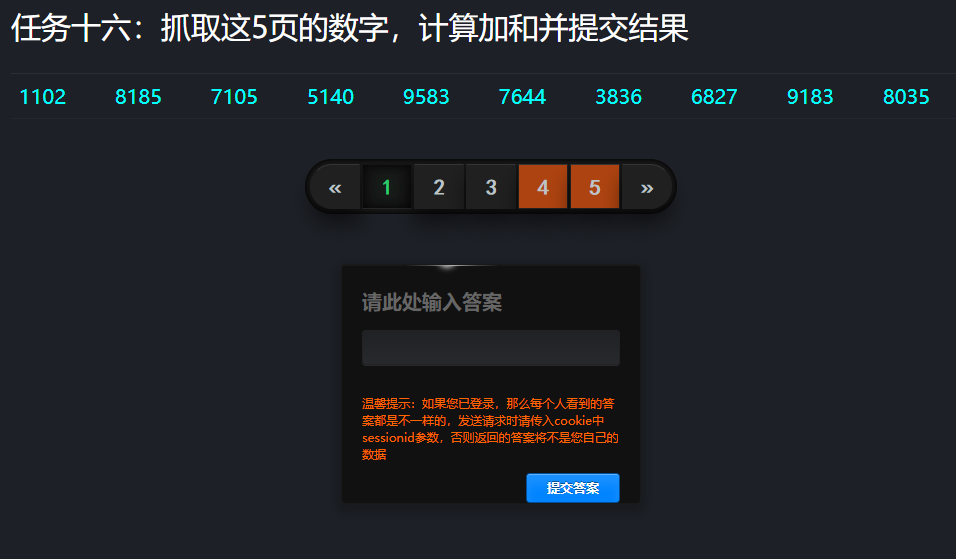 任务十六：抓取这5页的数字，计算加和并提交结果
1102 8185 7105 5140 9583 7644 3836 6827 9183 8035
« 1 2 3 4 5 »
请此处输入答案
温馨提示：如果您已登录，那么每个人看到的答
案都是不一样的，发送请求时请传入cookie中
sessionid参数，否则返回的答案将不是您自己的
数据
提交答案